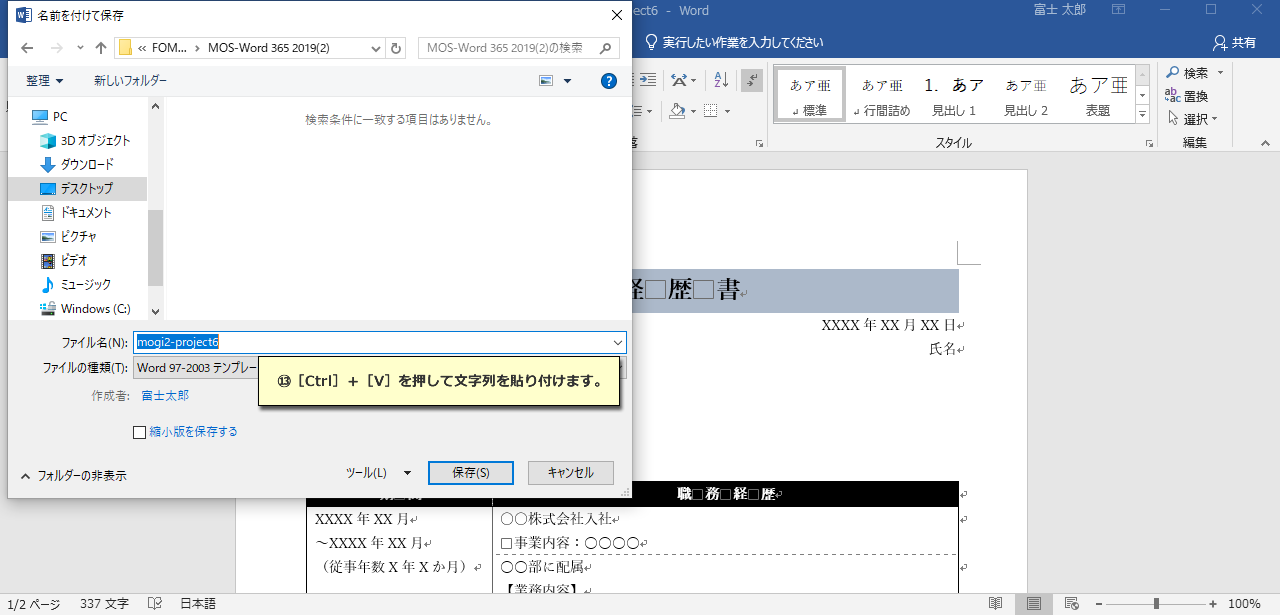 名前を付けて保存
ect6 - Word
富士 太郎
« FOM... › MOS-Word 365 2019(2)
MOS-Word 365 2019(2)の検索
実行したい作業を入力してください
共有
整理
新しいフォルダー
PC
3D オブジェクト
ダウンロード
デスクトップ
ドキュメント
ピクチャ
ビデオ
ミュージック
Windows (C:)
検索条件に一致する項目はありません。
あア亜
↲ 標準
あア亜
↲ 行間詰め
1. あア
見出し 1
あア亜
見出し 2
あア亜
表題
スタイル
検索
置換
選択
編集
ファイル名(N): mogi2-project6
ファイルの種類(T): Word 97-2003 テンプレー
⑬［Ctrl］+［V］を押して文字列を貼り付けます。
作成者: 富士太郎
縮小版を保存する
フォルダーの非表示
ツール(L)
保存(S)
キャンセル
経□歴□書
XXXX 年 XX 月 XX 日
氏名
職□務□経□歴
XXXX 年 XX 月
～XXXX 年 XX 月
（従事年数 X 年 X か月）
○○株式会社入社
□事業内容：○○○○
○○部に配属
【業務内容】
1/2 ページ
337 文字
日本語
100%